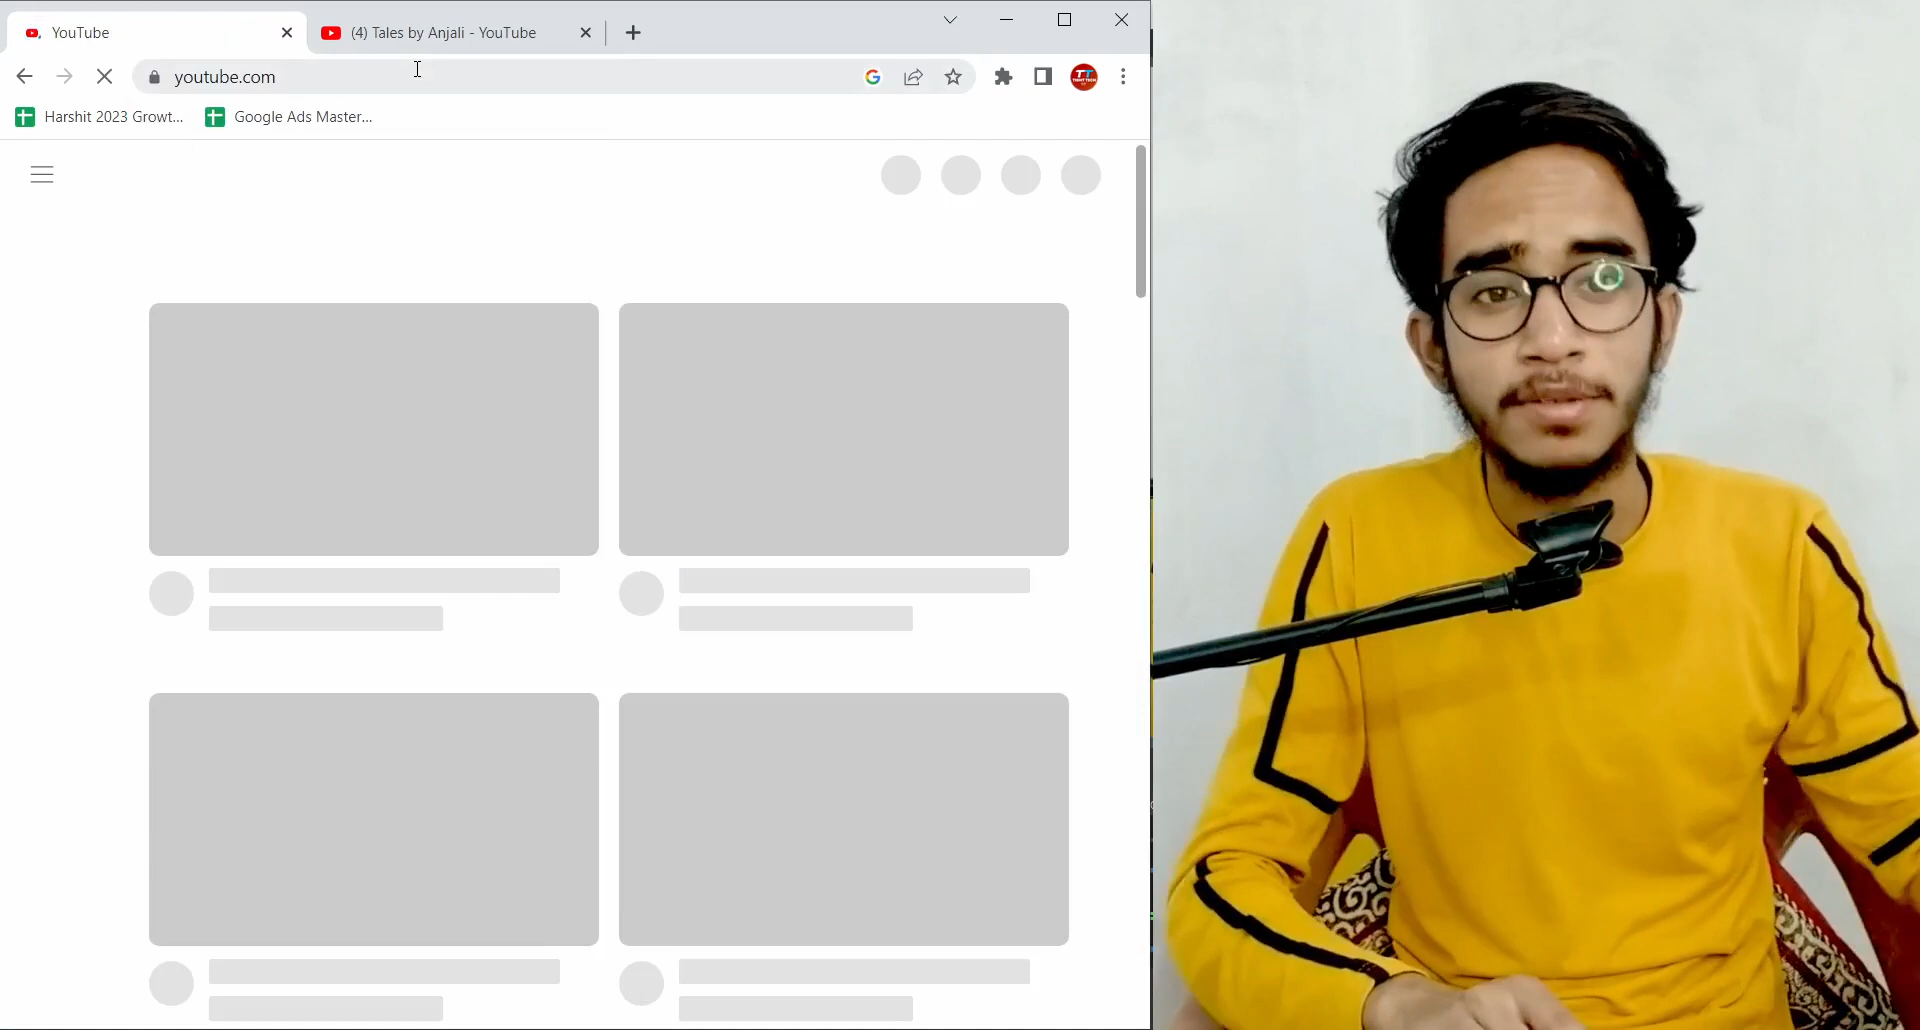 YouTube
(4) Tales by Anjali - YouTube
youtube.com
Harshit 2023 Growt...
Google Ads Master...